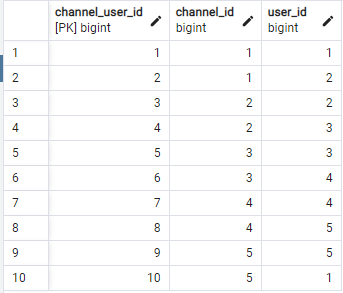 channel_user_id channel_id user_id
[PK] bigint bigint bigint
1 1 1 1
2 2 1 2
3 3 2 2
4 4 2 3
5 5 3 3
6 6 3 4
7 7 4 4
8 8 4 5
9 9 5 5
10 10 5 1